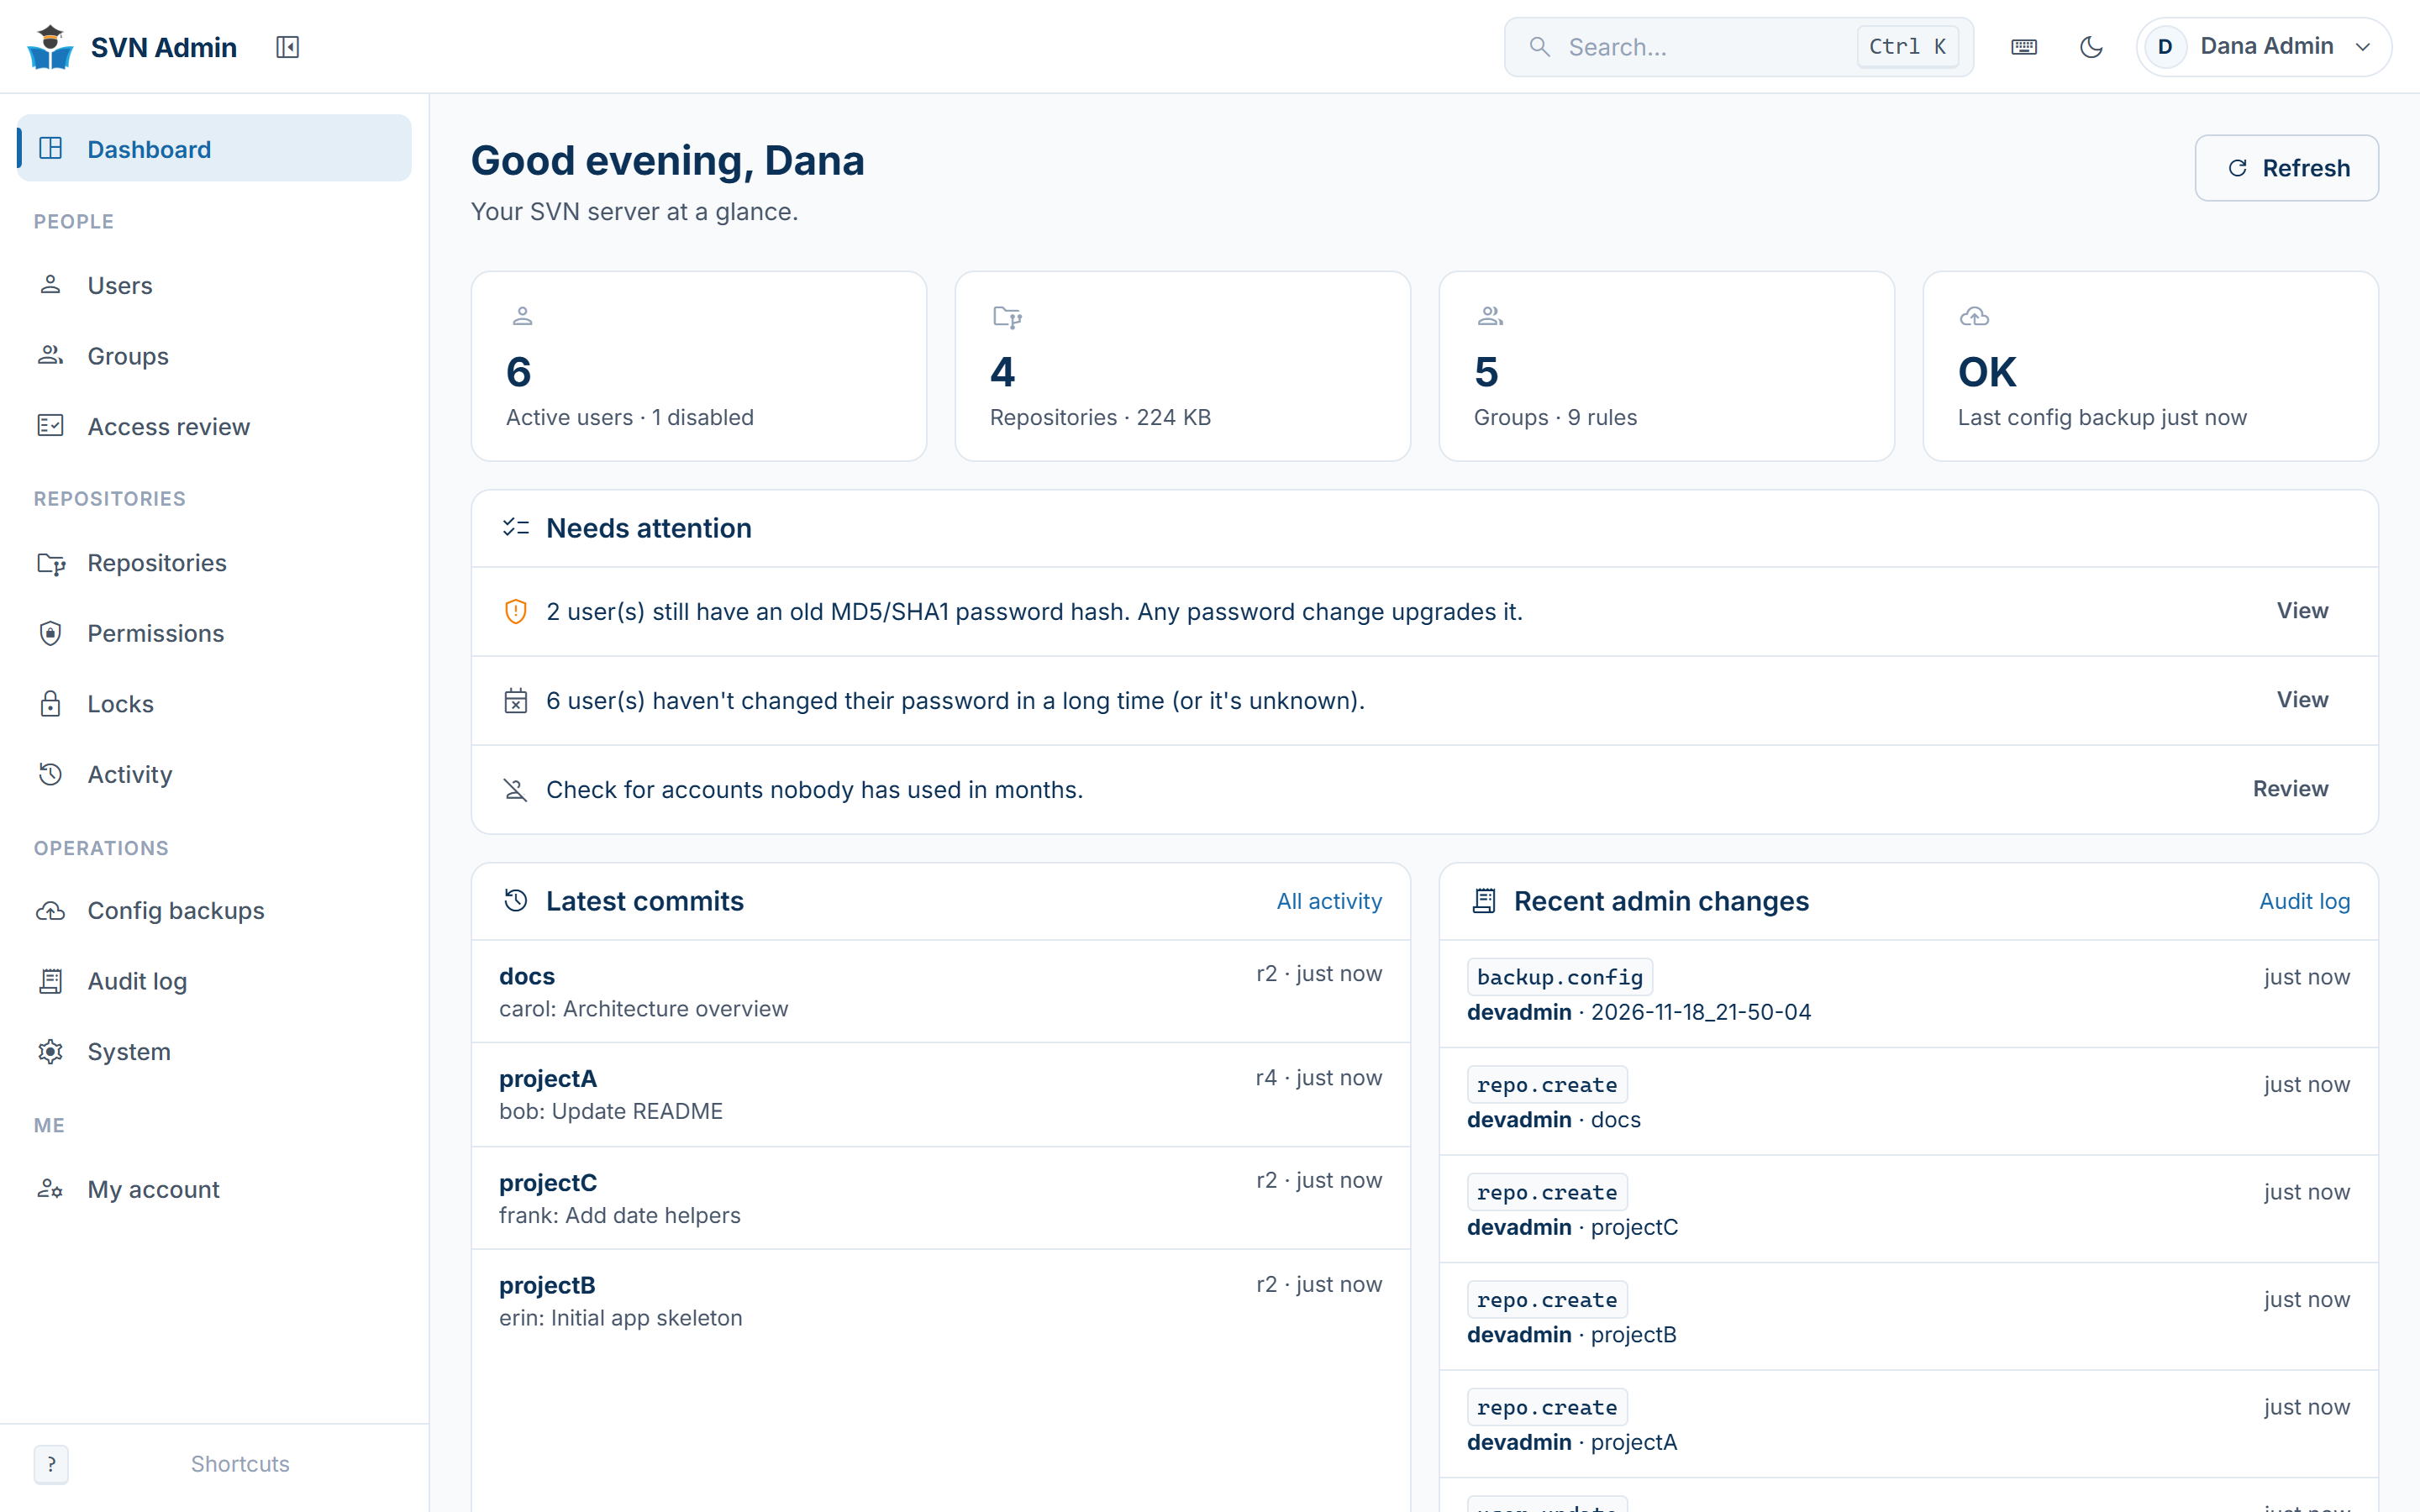 SVN Admin
Search...
Ctrl K
D
Dana Admin
Dashboard
PEOPLE
Users
Groups
Access review
REPOSITORIES
Repositories
Permissions
Locks
Activity
OPERATIONS
Config backups
Audit log
System
ME
My account
? Shortcuts
Good evening, Dana
Your SVN server at a glance.
Refresh
6
Active users · 1 disabled
4
Repositories · 224 KB
5
Groups · 9 rules
OK
Last config backup just now
Needs attention
2 user(s) still have an old MD5/SHA1 password hash. Any password change upgrades it. View
6 user(s) haven't changed their password in a long time (or it's unknown). View
Check for accounts nobody has used in months. Review
Latest commits All activity
docs r2 · just now
carol: Architecture overview
projectA r4 · just now
bob: Update README
projectC r2 · just now
frank: Add date helpers
projectB r2 · just now
erin: Initial app skeleton
Recent admin changes Audit log
backup.config just now
devadmin · 2026-11-18_21-50-04
repo.create just now
devadmin · docs
repo.create just now
devadmin · projectC
repo.create just now
devadmin · projectB
repo.create just now
devadmin · projectA